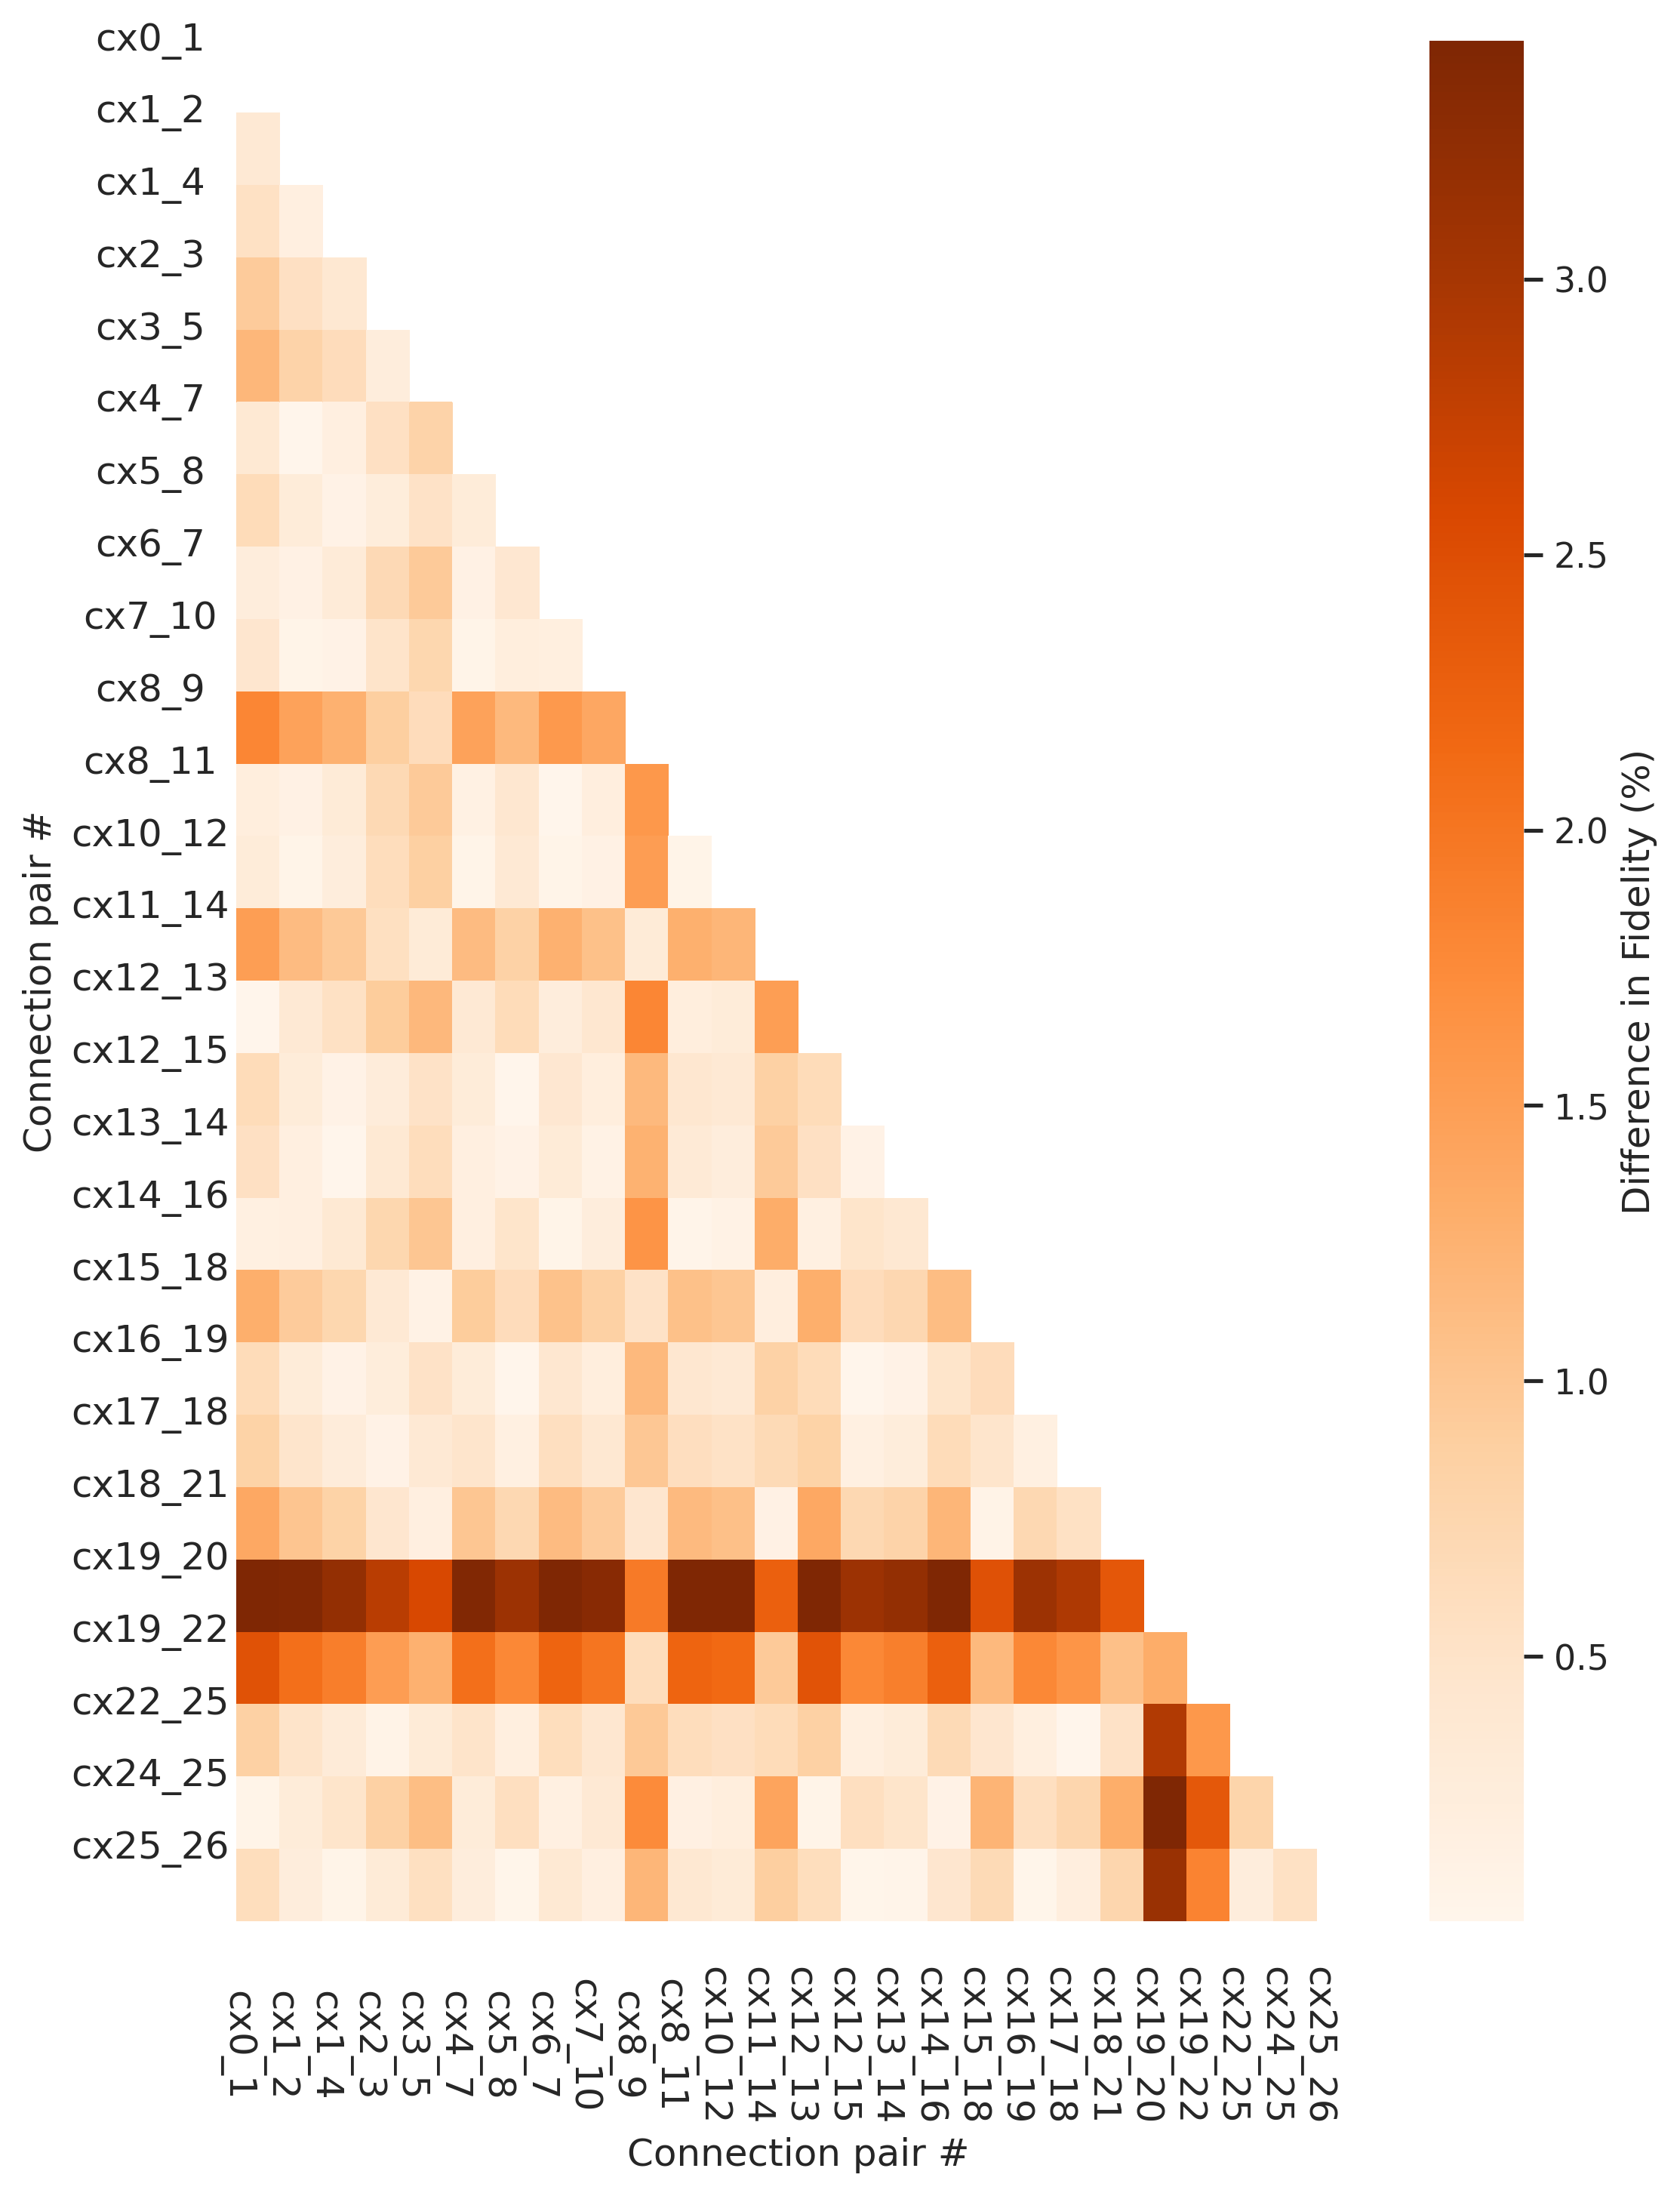 cx0_1
cx1_2
cx1_4
cx2_3
cx3_5
cx4_7
cx5_8
cx6_7
cx7_10
cx8_9
cx8_11
cx10_12
cx11_14
cx12_13
cx12_15
cx13_14
cx14_16
cx15_18
cx16_19
cx17_18
cx18_21
cx19_20
cx19_22
cx22_25
cx24_25
cx25_26
Connection pair #
cx0_1
cx1_2
cx1_4
cx2_3
cx3_5
cx4_7
cx5_8
cx6_7
cx7_10
cx8_9
cx8_11
cx10_12
cx11_14
cx12_13
cx12_15
cx13_14
cx14_16
cx15_18
cx16_19
cx17_18
cx18_21
cx19_20
cx19_22
cx22_25
cx24_25
cx25_26
Connection pair #
3.0
2.5
2.0
1.5
1.0
0.5
Difference in Fidelity (%)